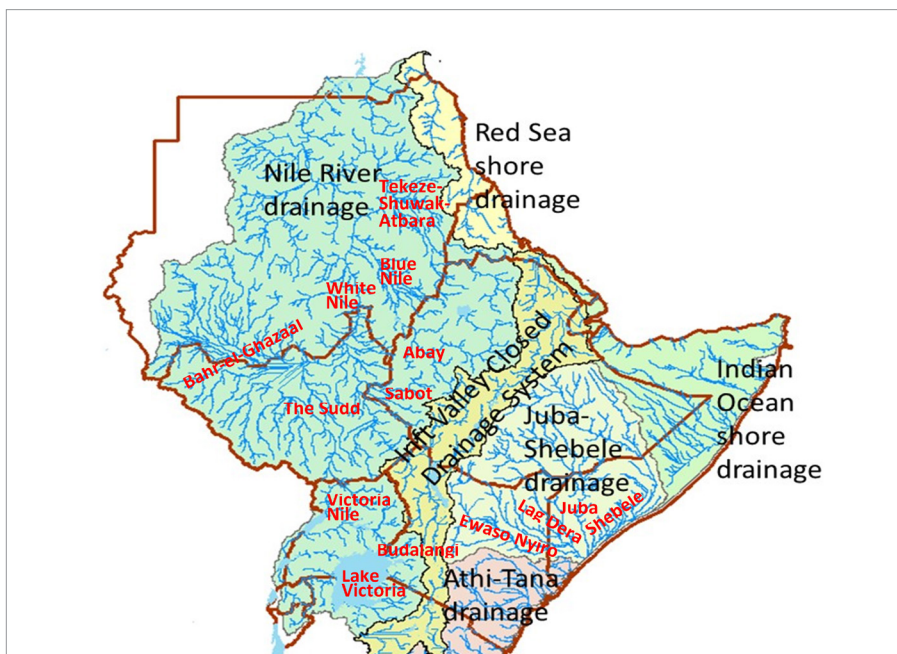 Red Sea
shore
drainage
Nile River
drainage
Tekeze-
Shuwak-
Atbara
Blue
Nile
White
Nile
Bahr-el-Ghazaal
Abay
Sabot
The Sudd
Irift-Valley-Closed
Drainage-System
Indian
Ocean
shore
drainage
Juba-
Shebele
drainage
Victoria
Nile
Juba
Shebele
Lag Dera
Ewaso Nyiro
Budalangi
Lake
Victoria
Athi-Tana
drainage